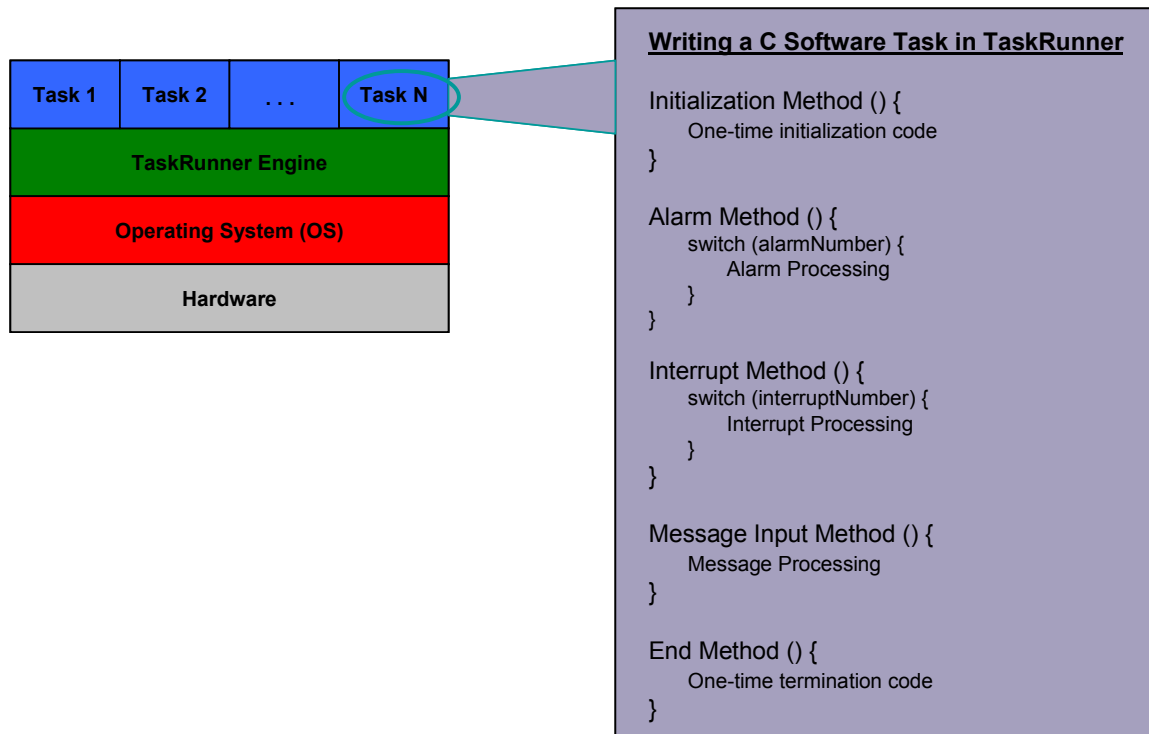 Task 1
Task 2
. . .
Task N
TaskRunner Engine
Operating System (OS)
Hardware
Writing a C Software Task in TaskRunner
Initialization Method () {
One-time initialization code
}
Alarm Method () {
switch (alarmNumber) {
Alarm Processing
}
}
Interrupt Method () {
switch (interruptNumber) {
Interrupt Processing
}
}
Message Input Method () {
Message Processing
}
End Method () {
One-time termination code
}